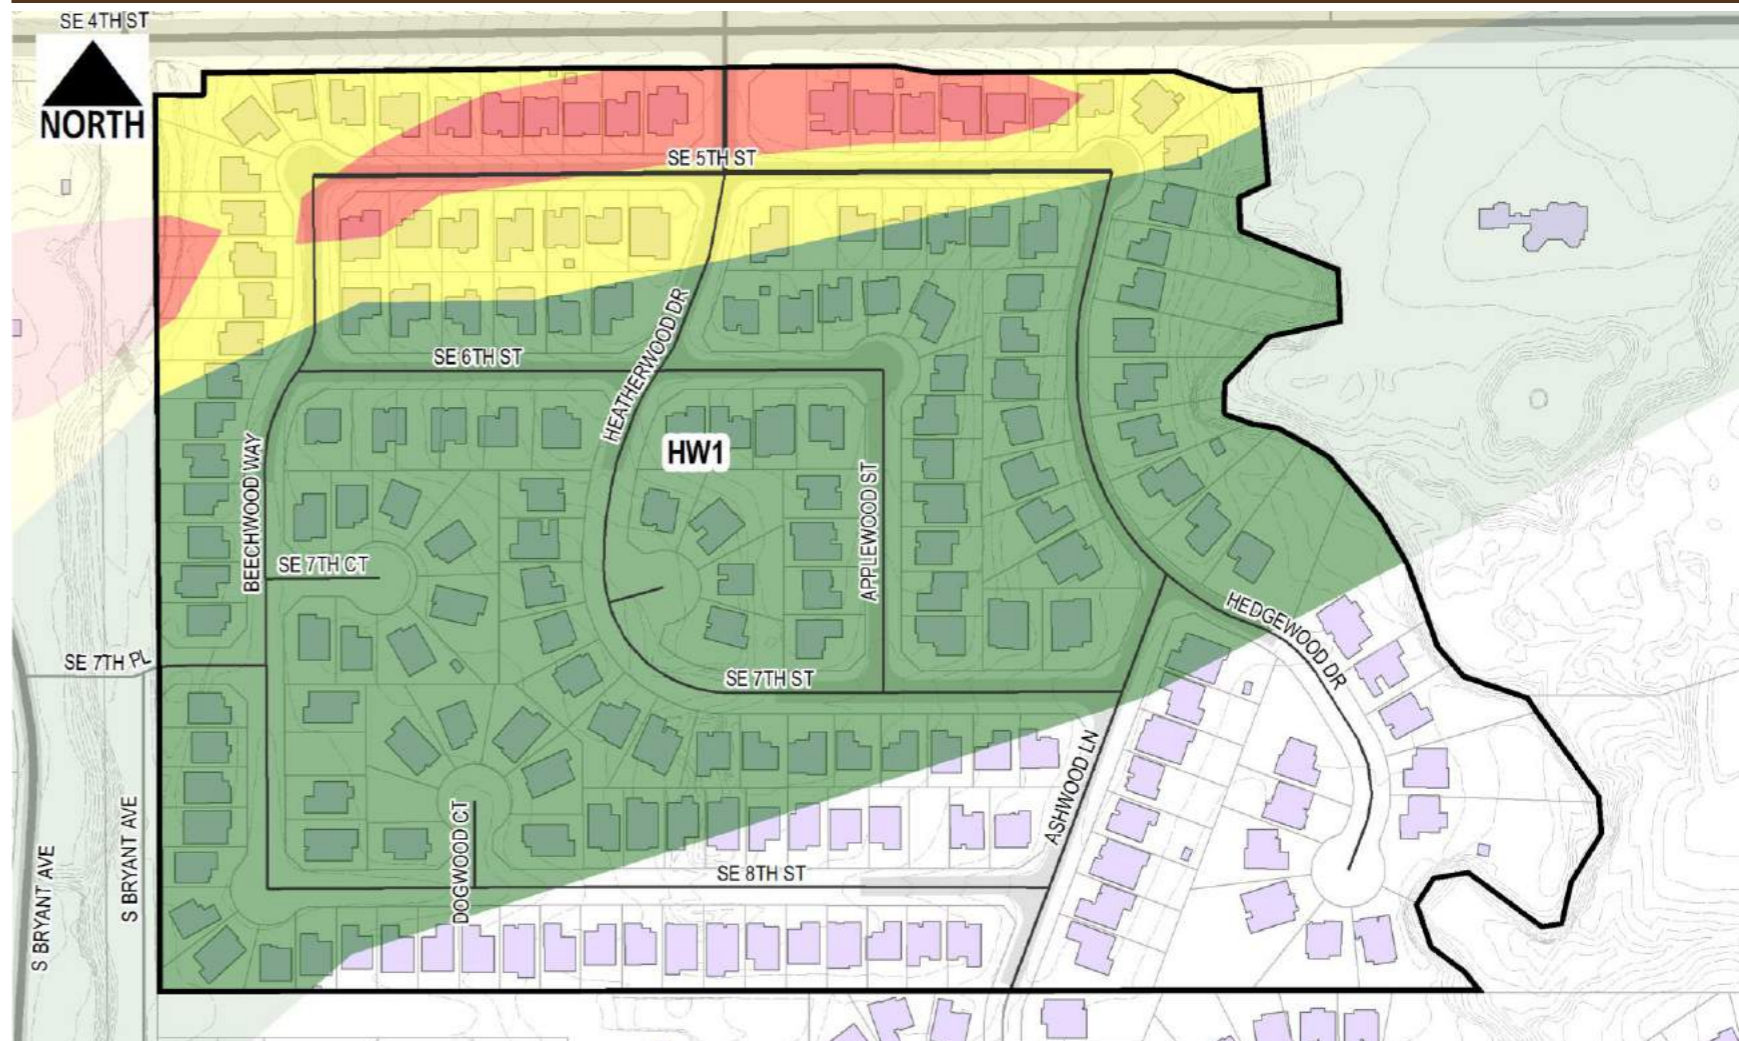 SE 4TH ST
NORTH
SE 5TH ST
HEATHERWOOD DR
SE 6TH ST
HW1
BEECHWOOD WAY
APPLEWOOD ST
SE 7TH CT
HEDGEWOOD DR
SE 7TH PL
SE 7TH ST
ASHWOOD LN
DOGWOOD CT
SE 8TH ST
S BRYANT AVE
S BRYANT AVE